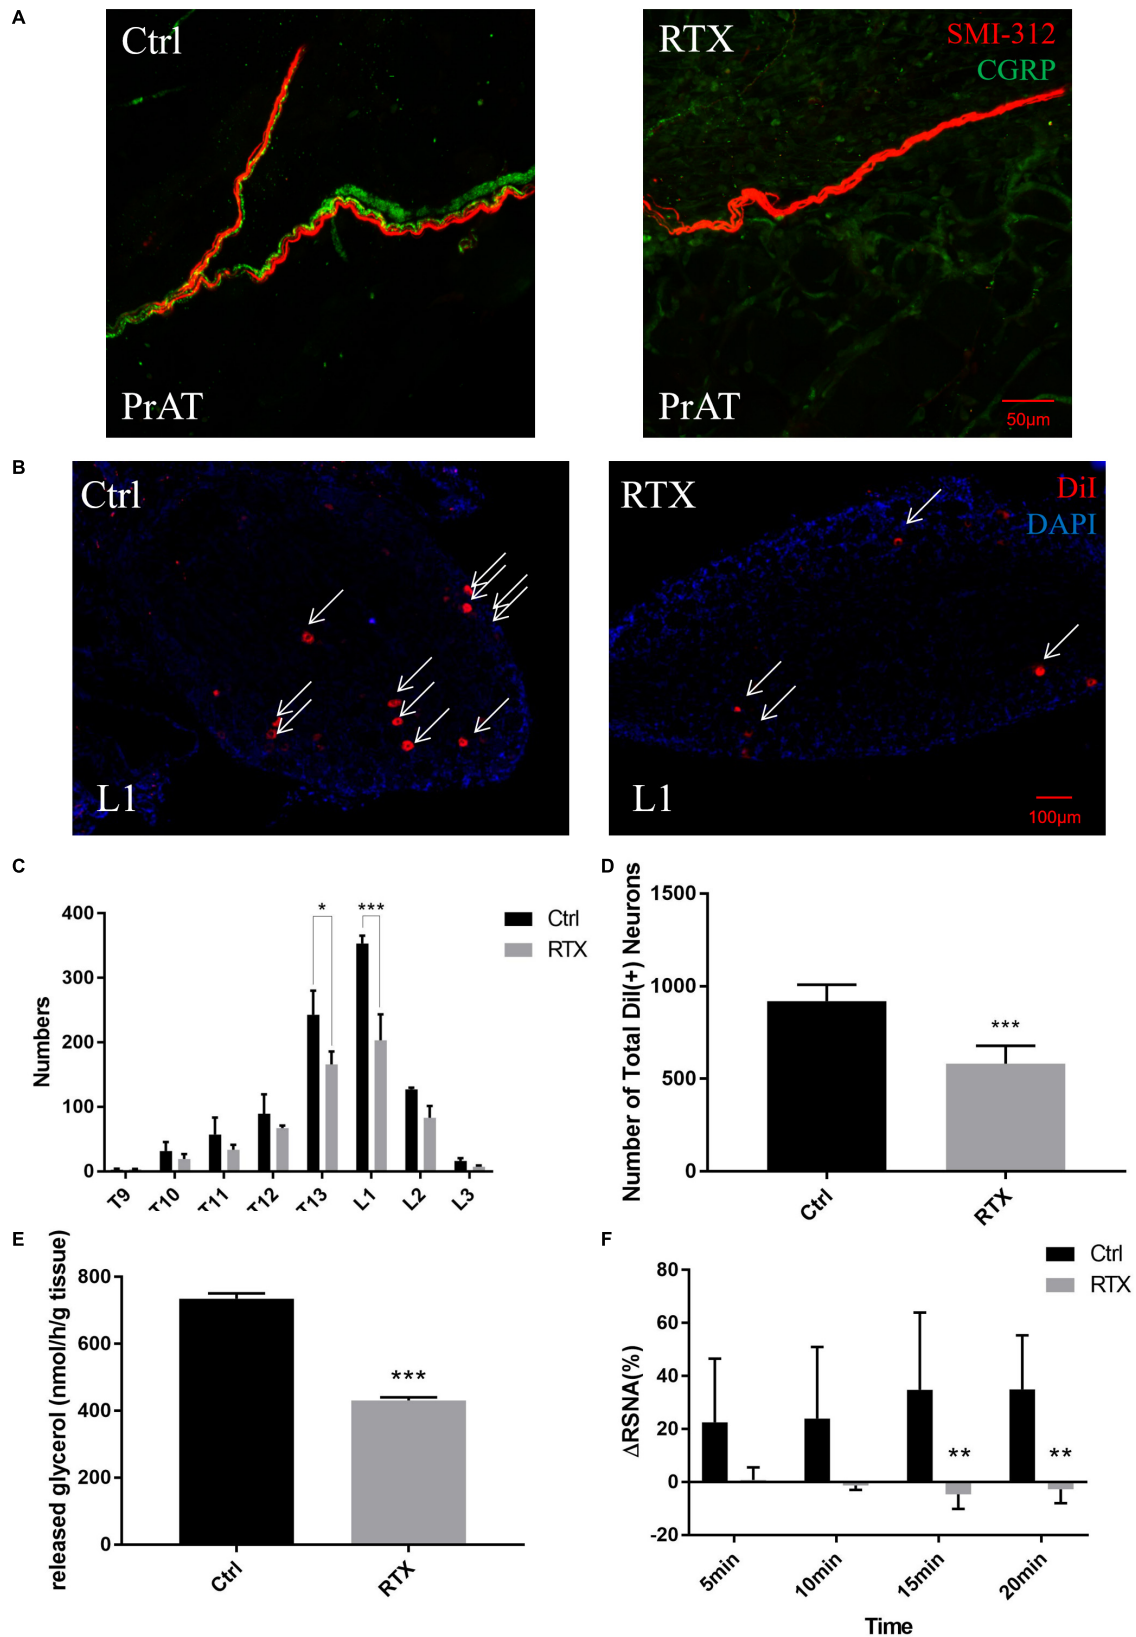 A
Ctrl
PrAT
RTX
SMI-312
CGRP
PrAT
50μm
B
Ctrl
L1
RTX
DiI
DAPI
L1
100μm
C
Numbers
400
300
200
100
0
* ***
Ctrl
RTX
T9 T10 T11 T12 T13 L1 L2 L3
D
Number of Total DiI(+) Neurons
1500
1000
500
0
***
Ctrl RTX
E
released glycerol (nmol/h/g tissue)
800
600
400
200
0
***
Ctrl RTX
F
ΔRSNA(%)
80
60
40
20
0
-20
Ctrl
RTX
** **
5min 10min 15min 20min
Time